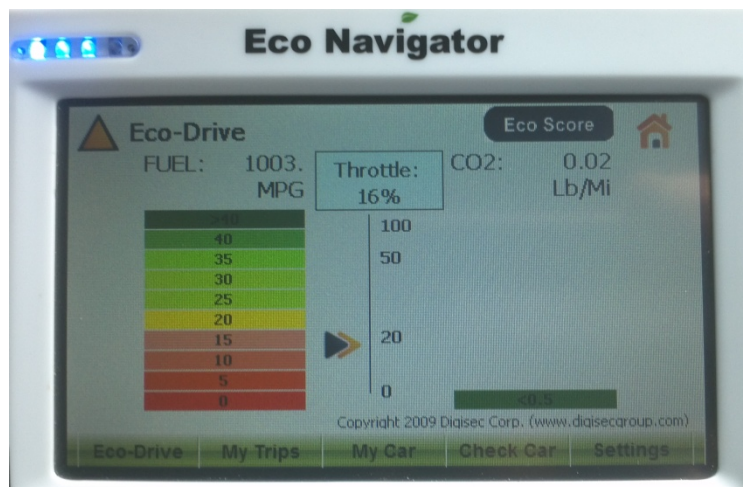 Eco Navigator
Eco-Drive
Eco Score
FUEL: 1003. MPG
Throttle: 16%
CO2: 0.02 Lb/Mi
>40
40
35
30
25
20
15
10
5
0
100
50
20
0
<0.5
Copyright 2009 Digisec Corp. (www.digisecgroup.com)
Eco-Drive My Trips My Car Check Car Settings